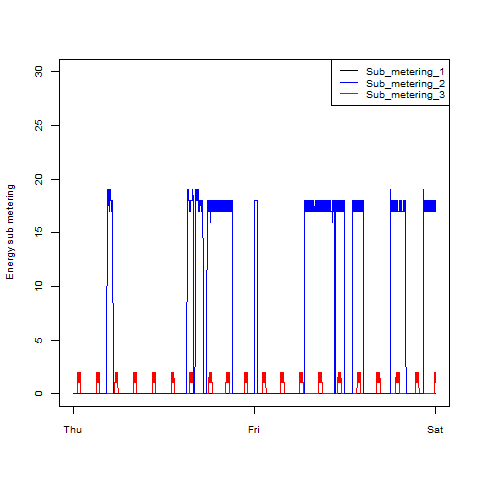 Sub_metering_1
Sub_metering_2
Sub_metering_3
Energy sub metering
30
25
20
15
10
5
0
Thu
Fri
Sat